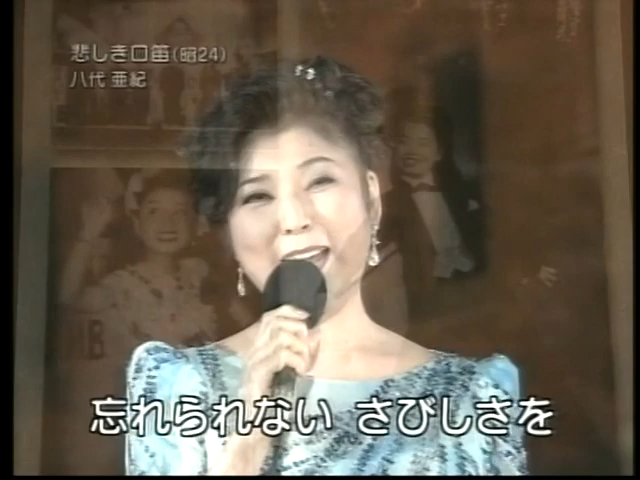 悲しき口笛(昭24)
八代 亜紀
忘れられない さびしさを